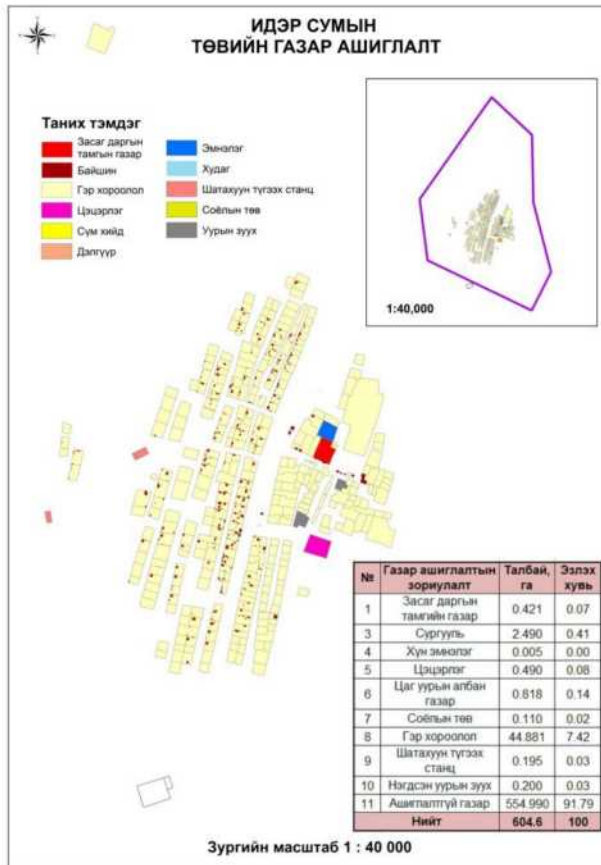 ИДЭР СУМЫН
ТӨВИЙН ГАЗАР АШИГЛАЛТ
Таних тэмдэг
Засаг даргын
тамгын газар
Байшин
Гэр хороолол
Цэцэрлэг
Сүм хийд
Дэлгүүр
Эмнэлэг
Худаг
Шатахуун түгээх станц
Соёлын төв
Уурын зуух
1:40,000
№ Газар ашиглалтын зориулалт Талбай, га Эзлэх хувь
1 Засаг даргын тамгийн газар 0.421 0.07
3 Сургууль 2.490 0.41
4 Хүн эмнэлэг 0.005 0.00
5 Цэцэрлэг 0.490 0.08
6 Цаг уурын албан газар 0.818 0.14
7 Соёлын төв 0.110 0.02
8 Гэр хороолол 44.881 7.42
9 Шатахуун түгээх станц 0.195 0.03
10 Нэгдсэн уурын зуух 0.200 0.03
11 Ашиглалтгүй газар 554.990 91.79
Нийт 604.6 100
Зургийн масштаб 1 : 40 000